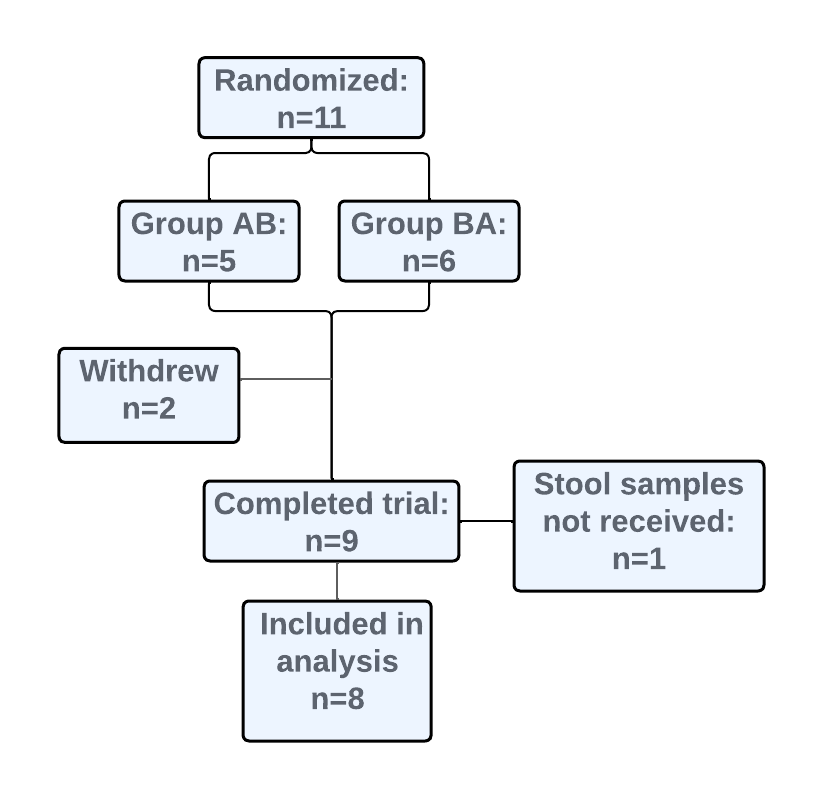 Randomized:
n=11
Group AB:
n=5
Group BA:
n=6
Withdrew
n=2
Completed trial:
n=9
Stool samples
not received:
n=1
Included in
analysis
n=8